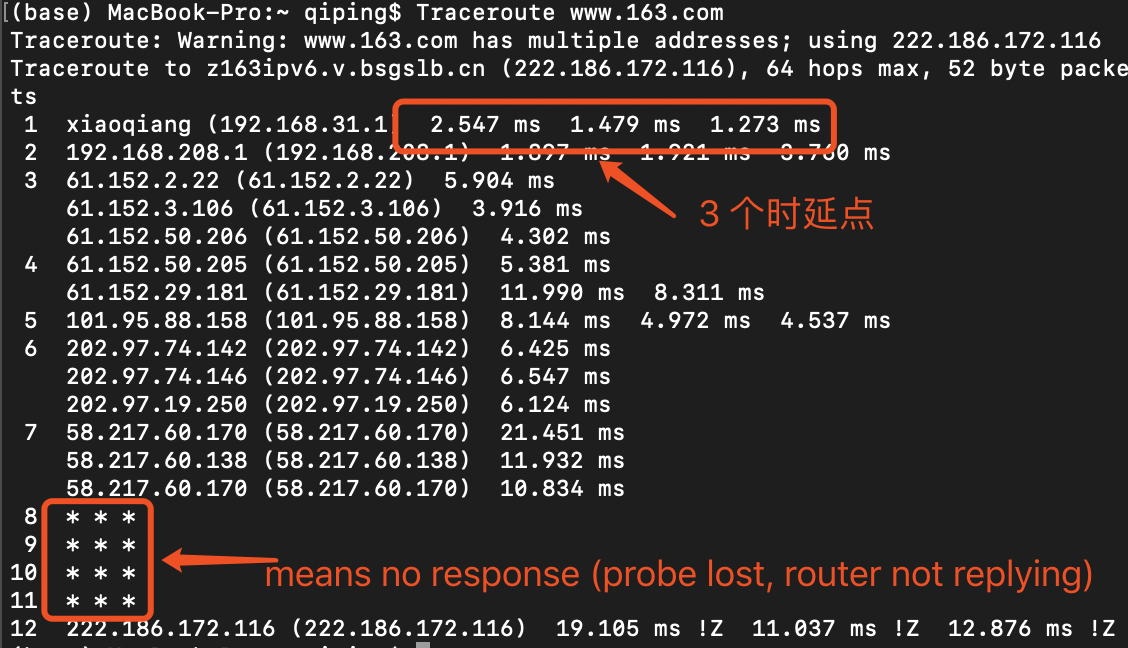 [(base) MacBook-Pro:~ qiping$ Traceroute www.163.com
Traceroute: Warning: www.163.com has multiple addresses; using 222.186.172.116
Traceroute to z163ipv6.v.bsgslb.cn (222.186.172.116), 64 hops max, 52 byte packe
ts
1 xiaoqiang (192.168.31.1) 2.547 ms 1.479 ms 1.273 ms
2 192.168.208.1 (192.168.208.1) 1.897 ms 1.921 ms 3.760 ms
3 61.152.2.22 (61.152.2.22) 5.904 ms
3 个时延点
61.152.3.106 (61.152.3.106) 3.916 ms
61.152.50.206 (61.152.50.206) 4.302 ms
4 61.152.50.205 (61.152.50.205) 5.381 ms
61.152.29.181 (61.152.29.181) 11.990 ms 8.311 ms
5 101.95.88.158 (101.95.88.158) 8.144 ms 4.972 ms 4.537 ms
6 202.97.74.142 (202.97.74.142) 6.425 ms
202.97.74.146 (202.97.74.146) 6.547 ms
202.97.19.250 (202.97.19.250) 6.124 ms
7 58.217.60.170 (58.217.60.170) 21.451 ms
58.217.60.138 (58.217.60.138) 11.932 ms
58.217.60.170 (58.217.60.170) 10.834 ms
8 * * *
9 * * *
10 * * *
means no response (probe lost, router not replying)
11 * * *
12 222.186.172.116 (222.186.172.116) 19.105 ms !Z 11.037 ms !Z 12.876 ms !Z